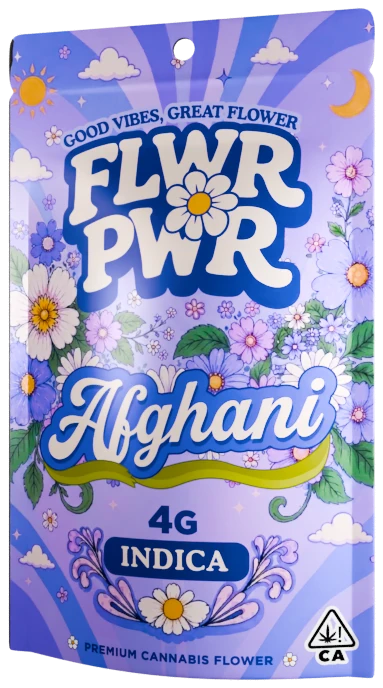 GOOD VIBES, GREAT FLOWER
FLWR
PWR
Afghani
4G
INDICA
PREMIUM CANNABIS FLOWER
!
CA